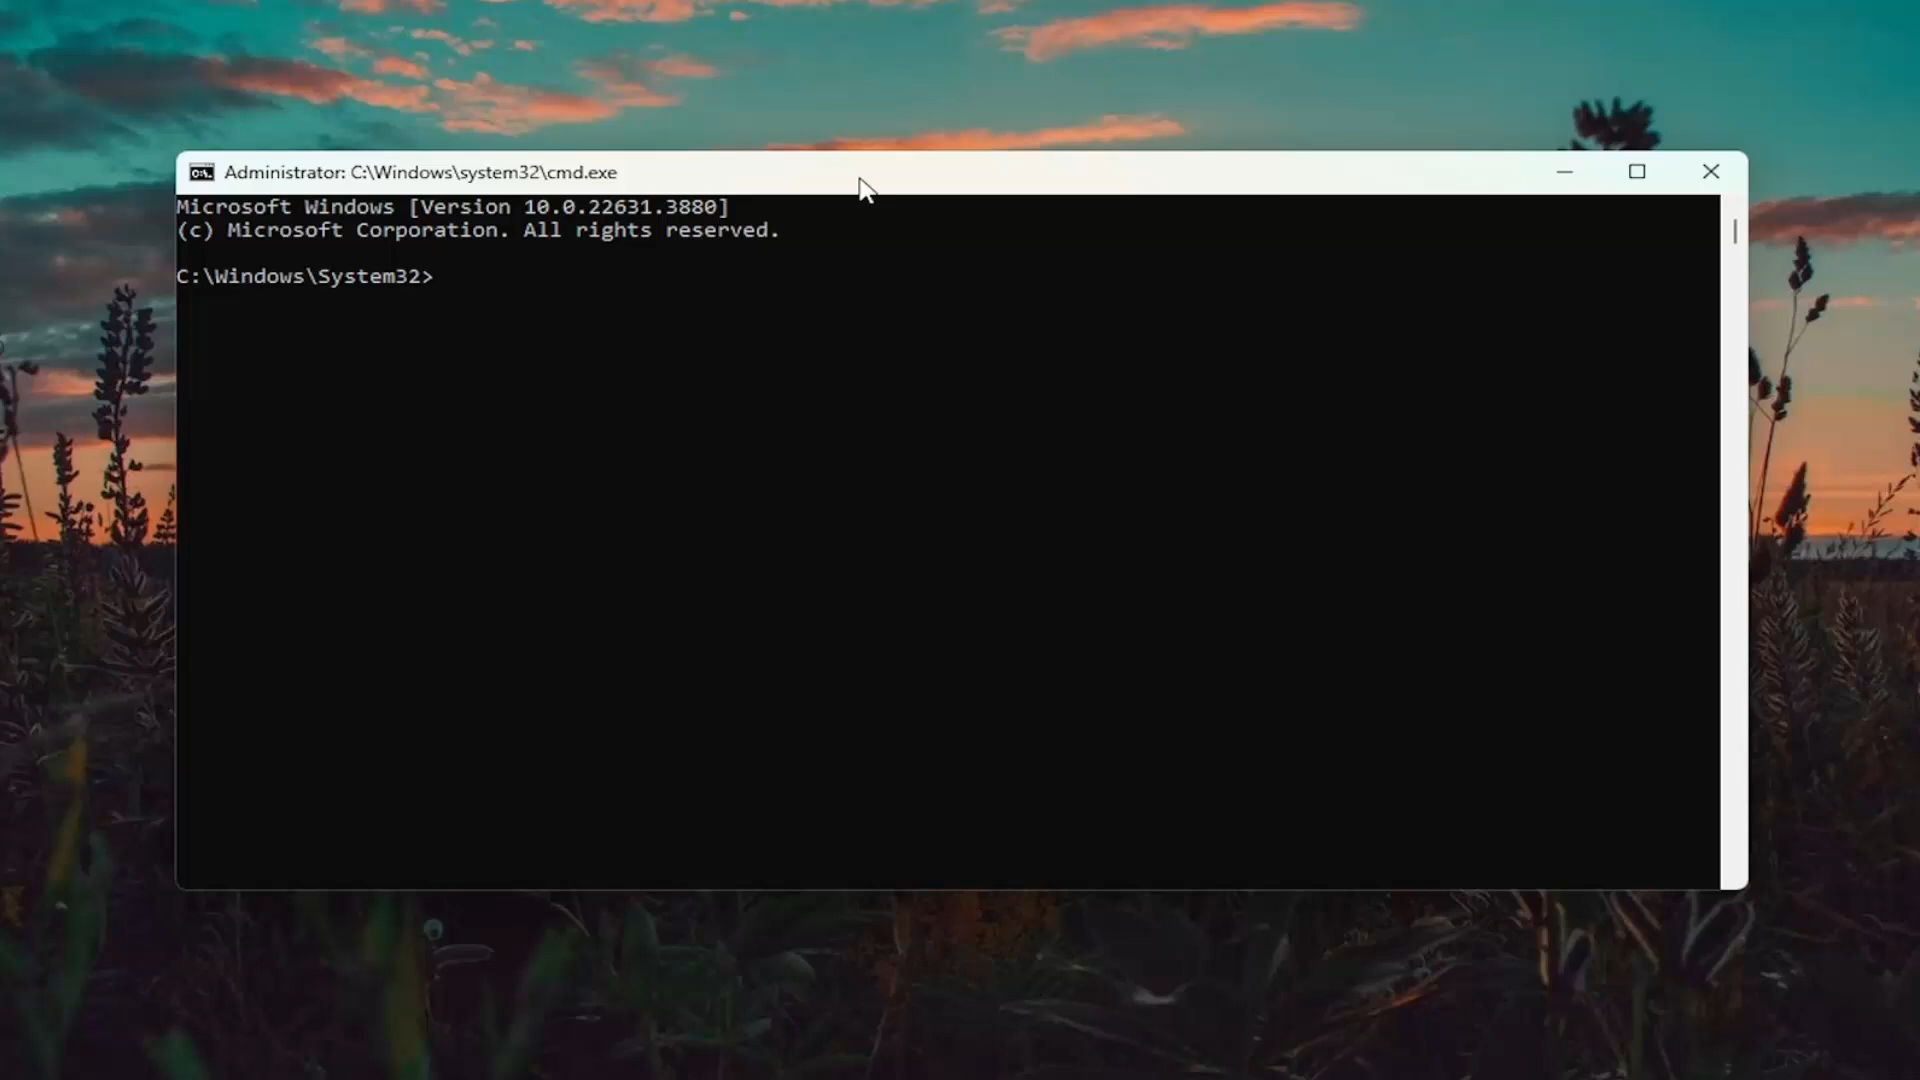 Administrator: C:\Windows\system32\cmd.exe
Microsoft Windows [Version 10.0.22631.3880]
(c) Microsoft Corporation. All rights reserved.
C:\Windows\System32>